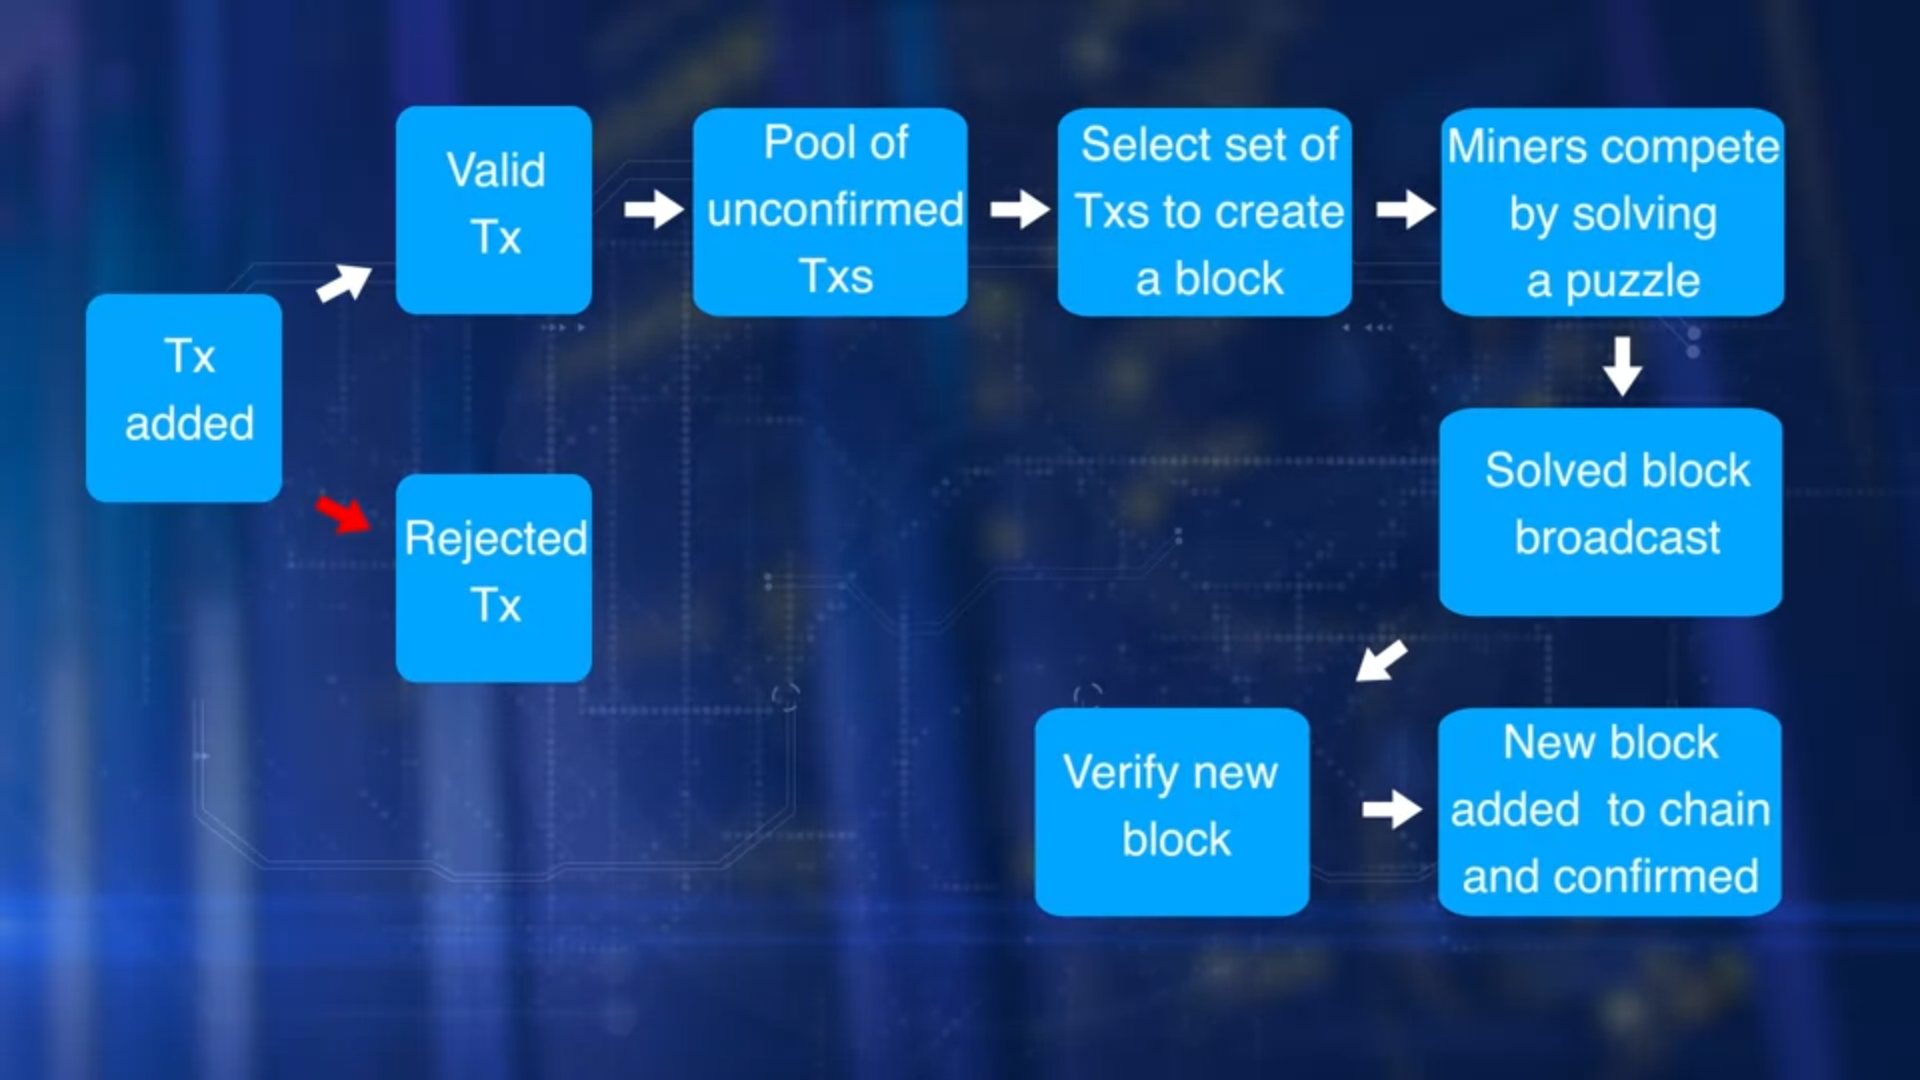 Tx
added
Valid
Tx
Rejected
Tx
Pool of
unconfirmed
Txs
Select set of
Txs to create
a block
Miners compete
by solving
a puzzle
Solved block
broadcast
Verify new
block
New block
added  to chain
and confirmed